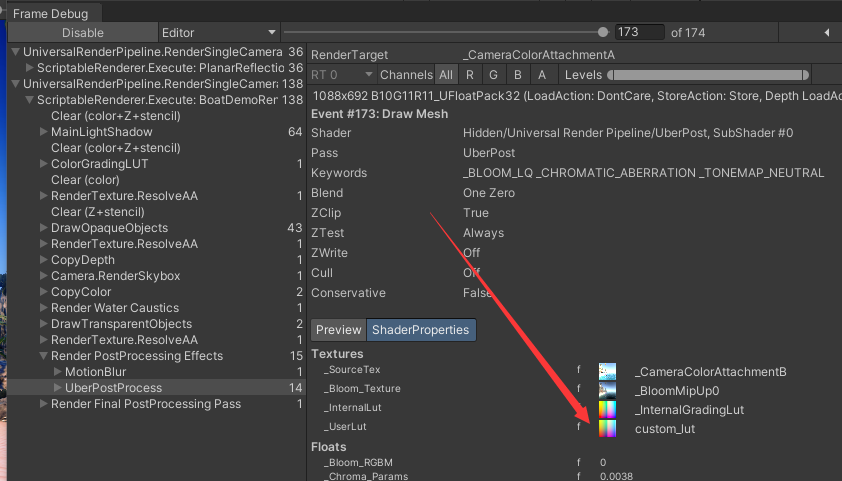 Frame Debug
Disable
Editor
173
of 174
UniversalRenderPipeline.RenderSingleCamera 36
ScriptableRenderer.Execute: PlanarReflectio 36
UniversalRenderPipeline.RenderSingleCamera 138
ScriptableRenderer.Execute: BoatDemoRen 138
Clear (color+Z+stencil)
MainLightShadow 64
Clear (color+Z+stencil)
ColorGradingLUT 1
Clear (color)
RenderTexture.ResolveAA 1
Clear (Z+stencil)
DrawOpaqueObjects 43
RenderTexture.ResolveAA 1
CopyDepth 1
Camera.RenderSkybox 1
CopyColor 2
Render Water Caustics 1
DrawTransparentObjects 2
RenderTexture.ResolveAA 1
Render PostProcessing Effects 15
MotionBlur 1
UberPostProcess 14
Render Final PostProcessing Pass 1
RenderTarget _CameraColorAttachmentA
RT 0 Channels All R G B A Levels
1088x692 B10G11R11_UFloatPack32 (LoadAction: DontCare, StoreAction: Store, Depth LoadAc
Event #173: Draw Mesh
Shader Hidden/Universal Render Pipeline/UberPost, SubShader #0
Pass UberPost
Keywords _BLOOM_LQ _CHROMATIC_ABERRATION _TONEMAP_NEUTRAL
Blend One Zero
ZClip True
ZTest Always
ZWrite Off
Cull Off
Conservative False
Preview ShaderProperties
Textures
_SourceTex f _CameraColorAttachmentB
_Bloom_Texture f _BloomMipUp0
_InternalLut f _InternalGradingLut
_UserLut f custom_lut
Floats
_Bloom_RGBM f 0
_Chroma_Params f 0.0038